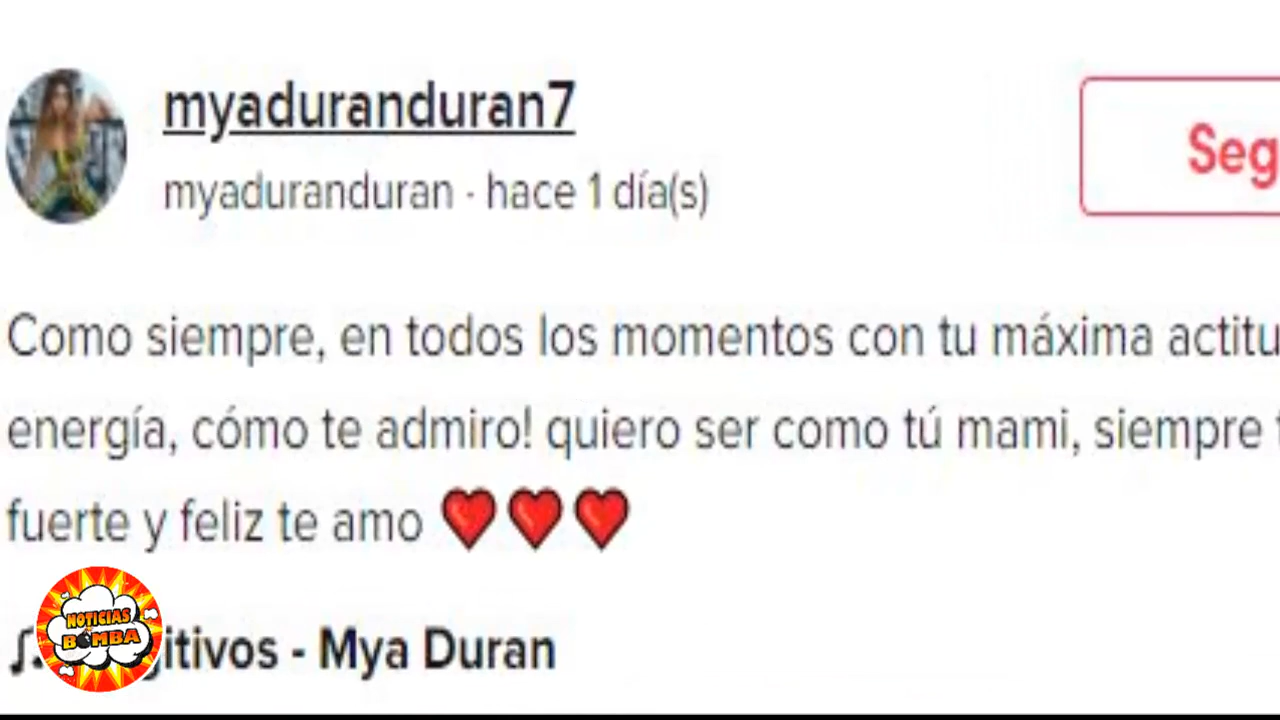 myaduranduran7
myaduranduran · hace 1 día(s)
Seg
Como siempre, en todos los momentos con tu máxima actitu
energía, cómo te admiro! quiero ser como tú mami, siempre
fuerte y feliz te amo ❤❤❤
itivos - Mya Duran
NOTICIAS
BOMBA